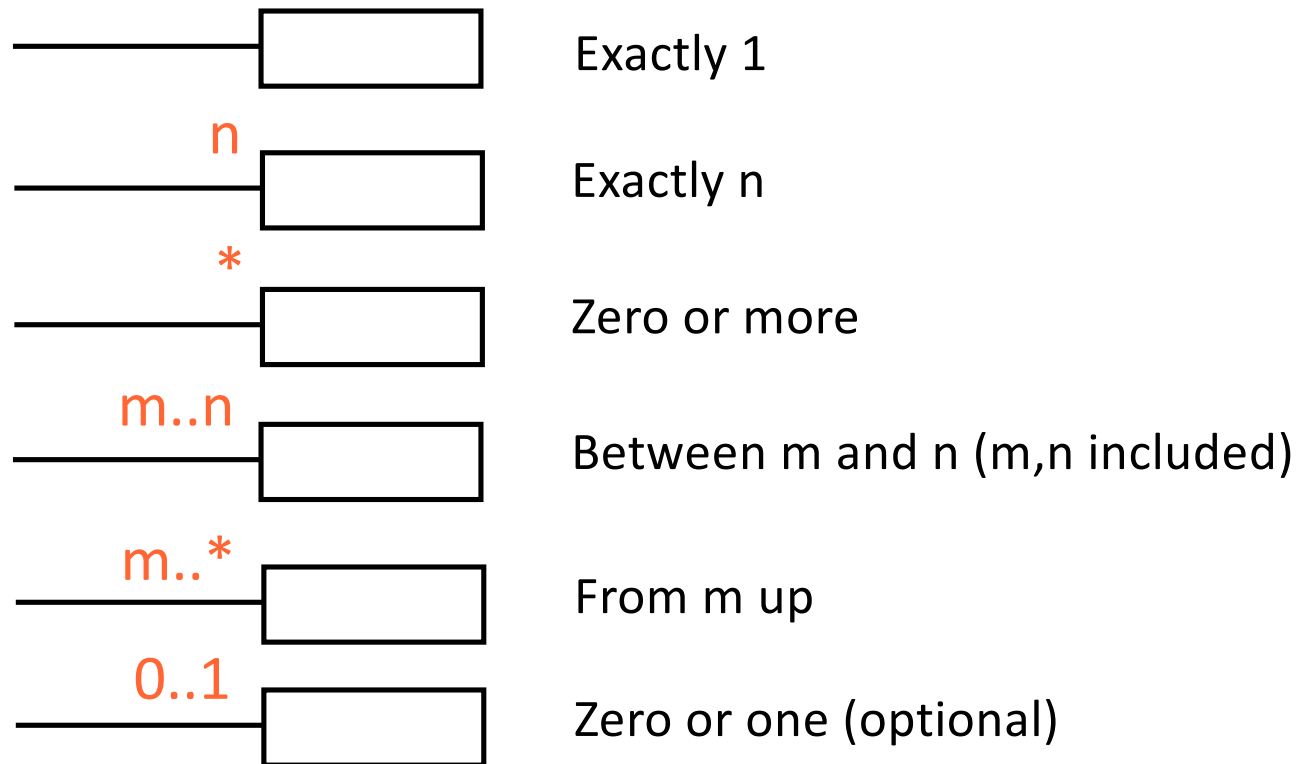 Exactly 1
n
Exactly n
*
Zero or more
m..n
Between m and n (m,n included)
m..*
From m up
0..1
Zero or one (optional)